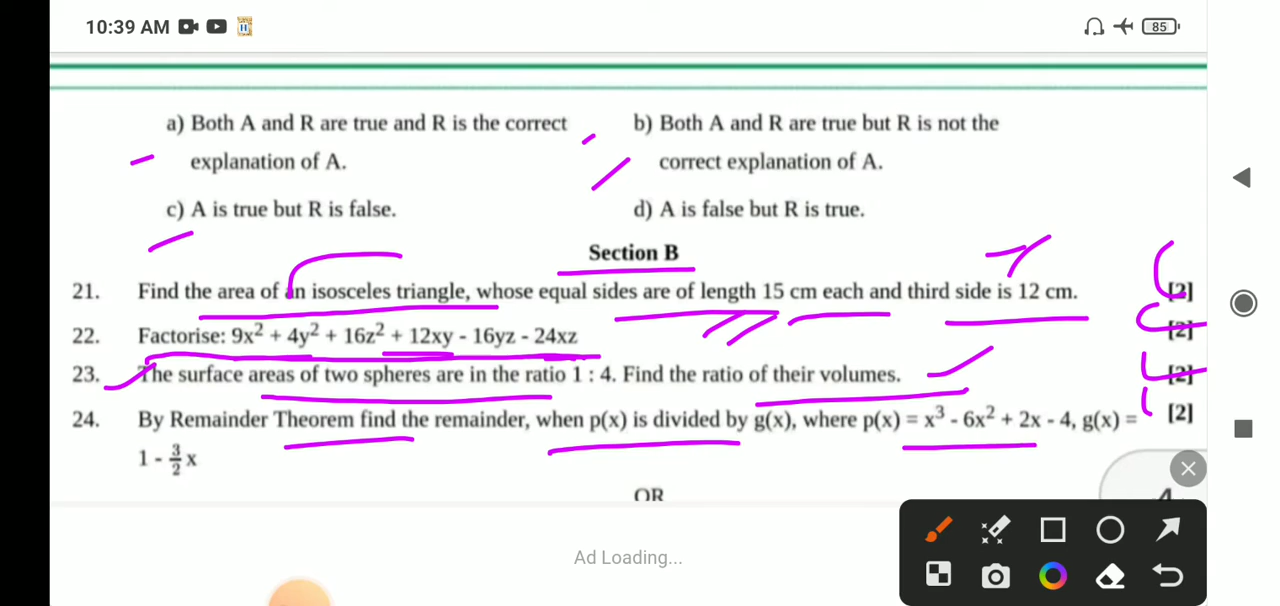 10:39 AM
85
a) Both A and R are true and R is the correct explanation of A.
b) Both A and R are true but R is not the correct explanation of A.
c) A is true but R is false.
d) A is false but R is true.
Section B
21. Find the area of an isosceles triangle, whose equal sides are of length 15 cm each and third side is 12 cm. [2]
22. Factorise: 9x² + 4y² + 16z² + 12xy - 16yz - 24xz [2]
23. The surface areas of two spheres are in the ratio 1 : 4. Find the ratio of their volumes. [2]
24. By Remainder Theorem find the remainder, when p(x) is divided by g(x), where p(x) = x³ - 6x² + 2x - 4, g(x) = [2]
1 - 3/2 x
OR
Ad Loading...